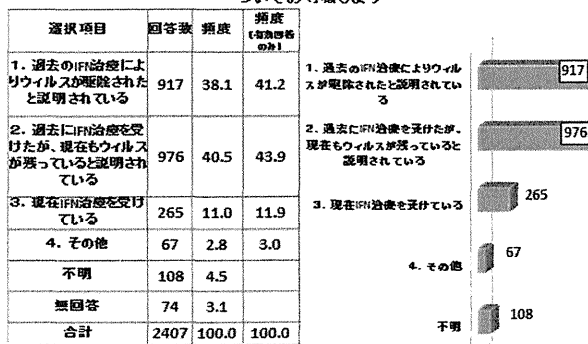 選択項目 回答数 頻度 頻度
(有効回答
のみ)
1. 過去のIFN治療によ
りウィルスが駆除された
と説明されている
917 38.1 41.2
2. 過去にIFN治療を受
けたが、現在もウィルス
が残っていると説明され
ている
976 40.5 43.9
3. 現在IFN治療を受け
ている
265 11.0 11.9
4. その他 67 2.8 3.0
不明 108 4.5
無回答 74 3.1
合計 2407 100.0 100.0
1. 過去のIFN治療によりウィル
スが駆除されたと説明されてい
る
917
2. 過去にIFN治療を受けたが、
現在もウィルスが残っていると
説明されている
976
3. 現在IFN治療を受けている
265
4. その他
67
不明
108